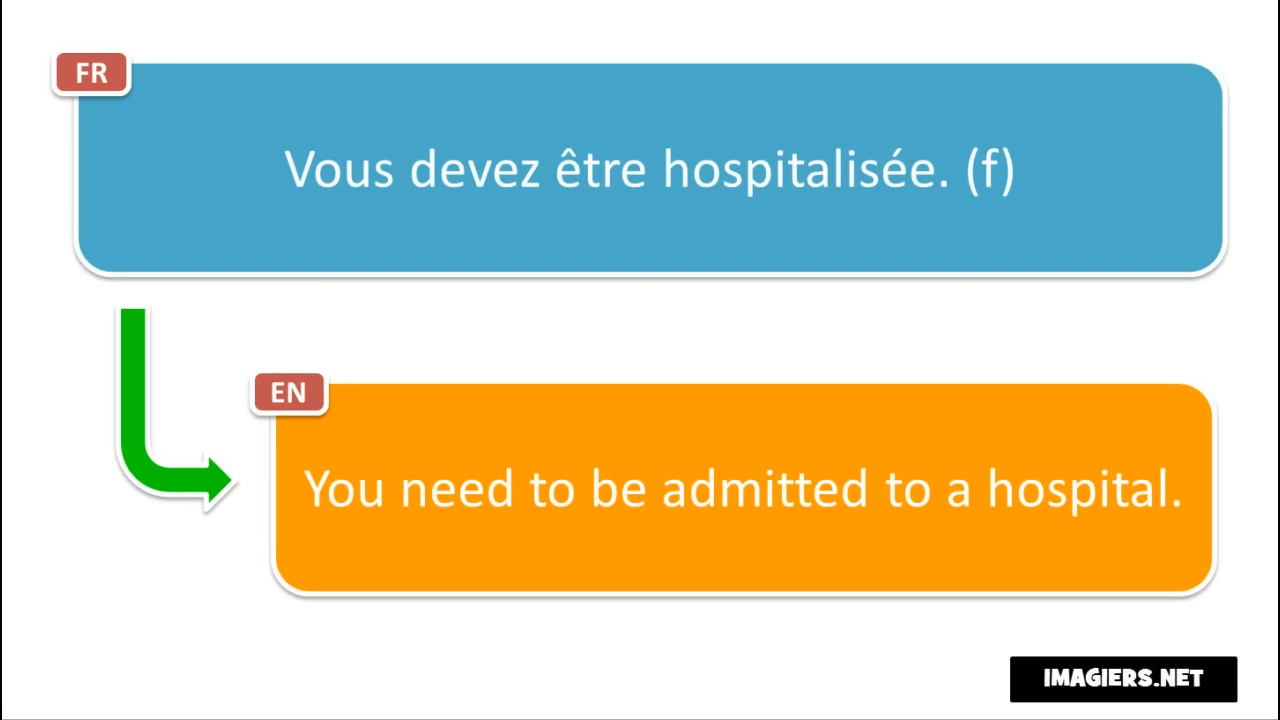 FR
Vous devez être hospitalisée. (f)
EN
You need to be admitted to a hospital.
IMAGIERS.NET